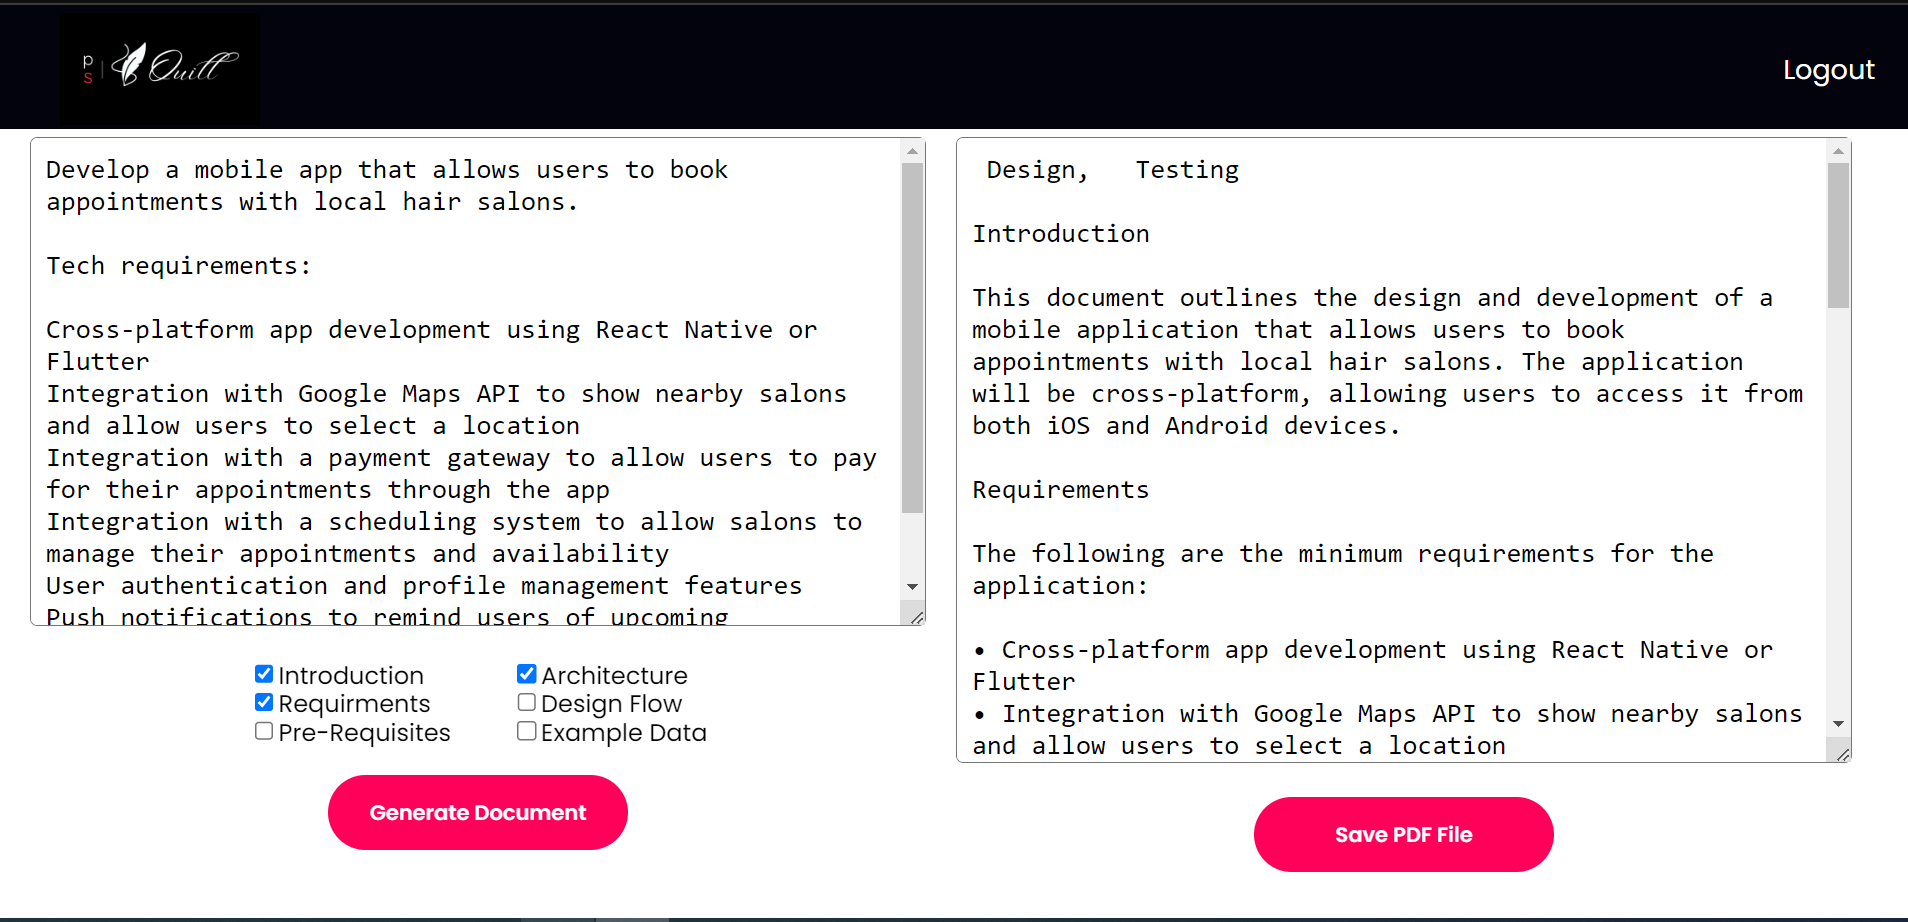 ps | Quill
Logout
Develop a mobile app that allows users to book
appointments with local hair salons.
Tech requirements:
Cross-platform app development using React Native or
Flutter
Integration with Google Maps API to show nearby salons
and allow users to select a location
Integration with a payment gateway to allow users to pay
for their appointments through the app
Integration with a scheduling system to allow salons to
manage their appointments and availability
User authentication and profile management features
Push notifications to remind users of upcoming
Introduction
Architecture
Requirments
Design Flow
Pre-Requisites
Example Data
Generate Document
Design,   Testing
Introduction
This document outlines the design and development of a
mobile application that allows users to book
appointments with local hair salons. The application
will be cross-platform, allowing users to access it from
both iOS and Android devices.
Requirements
The following are the minimum requirements for the
application:
• Cross-platform app development using React Native or
Flutter
• Integration with Google Maps API to show nearby salons
and allow users to select a location
Save PDF File